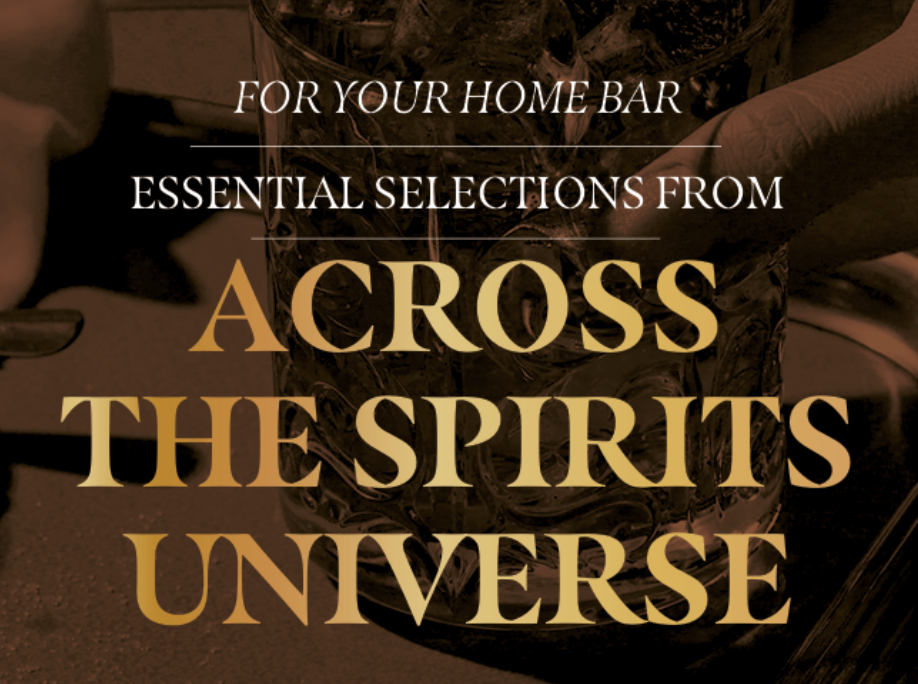 FOR YOUR HOME BAR
ESSENTIAL SELECTIONS FROM
ACROSS
THE SPIRITS
UNIVERSE